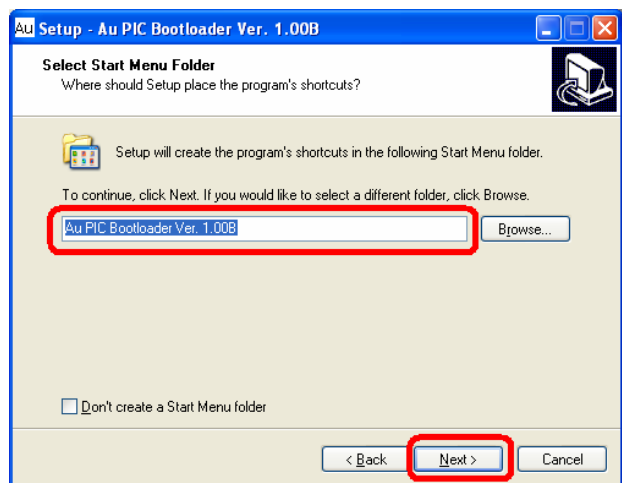 Au Setup - Au PIC Bootloader Ver. 1.00B
Select Start Menu Folder
Where should Setup place the program's shortcuts?
Setup will create the program's shortcuts in the following Start Menu folder.
To continue, click Next. If you would like to select a different folder, click Browse.
Au PIC Bootloader Ver. 1.00B
Browse...
Don't create a Start Menu folder
< Back Next > Cancel